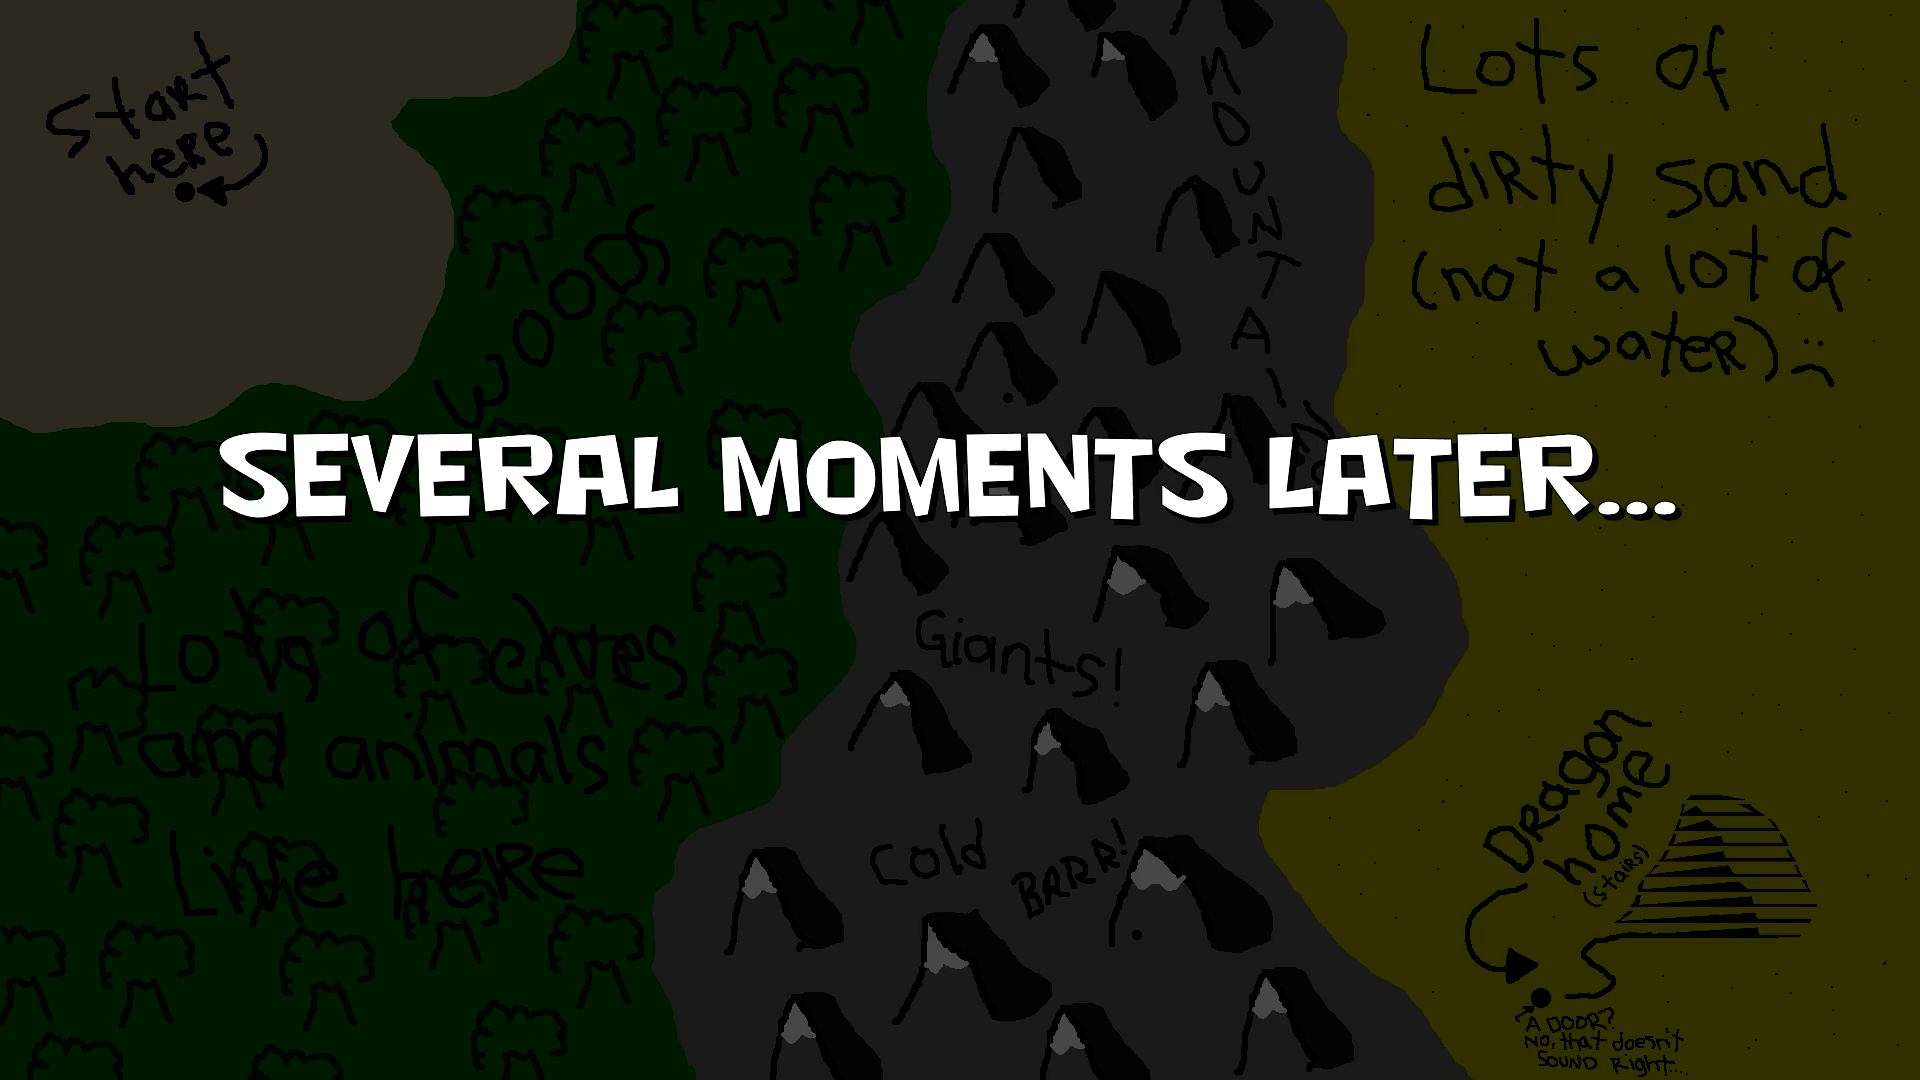 Start
here
WOODS
MOUNTAINS
Lots of
dirty sand
(not a lot of
water) :(
SEVERAL MOMENTS LATER...
Lots of elves
and animals
Live here
Giants!
Cold
BRRR!
Dragon
home
(stairs)
A DOOR?
NO, that doesn't
SOUND Right....